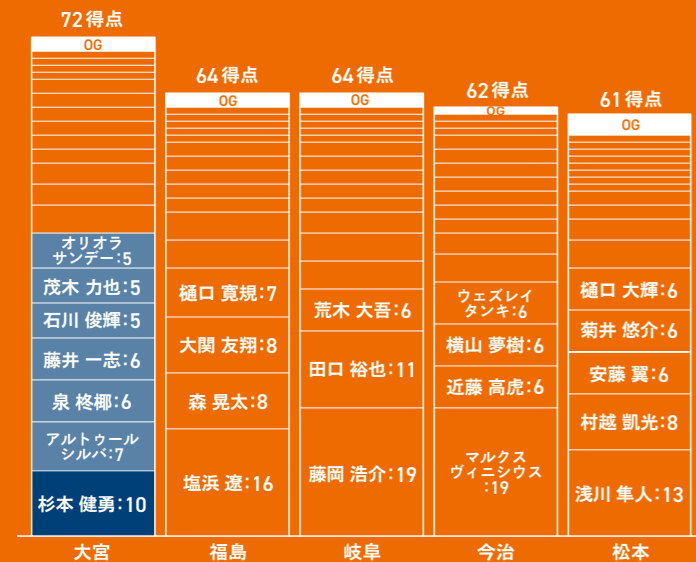 72得点
OG
オリオラ
サンデー:5
茂木 力也:5
石川 俊輝:5
藤井 一志:6
泉 柊椰:6
アルトゥール
シルバ:7
杉本 健勇:10
大宮
64得点
OG
樋口 寛規:7
大関 友翔:8
森 晃太:8
塩浜 遼:16
福島
64得点
OG
荒木 大吾:6
田口 裕也:11
藤岡 浩介:19
岐阜
62得点
OG
ウェズレイ
タンキ:6
横山 夢樹:6
近藤 高虎:6
マルクス
ヴィニシウス
:19
今治
61得点
OG
樋口 大輝:6
菊井 悠介:6
安藤 翼:6
村越 凱光:8
浅川 隼人:13
松本